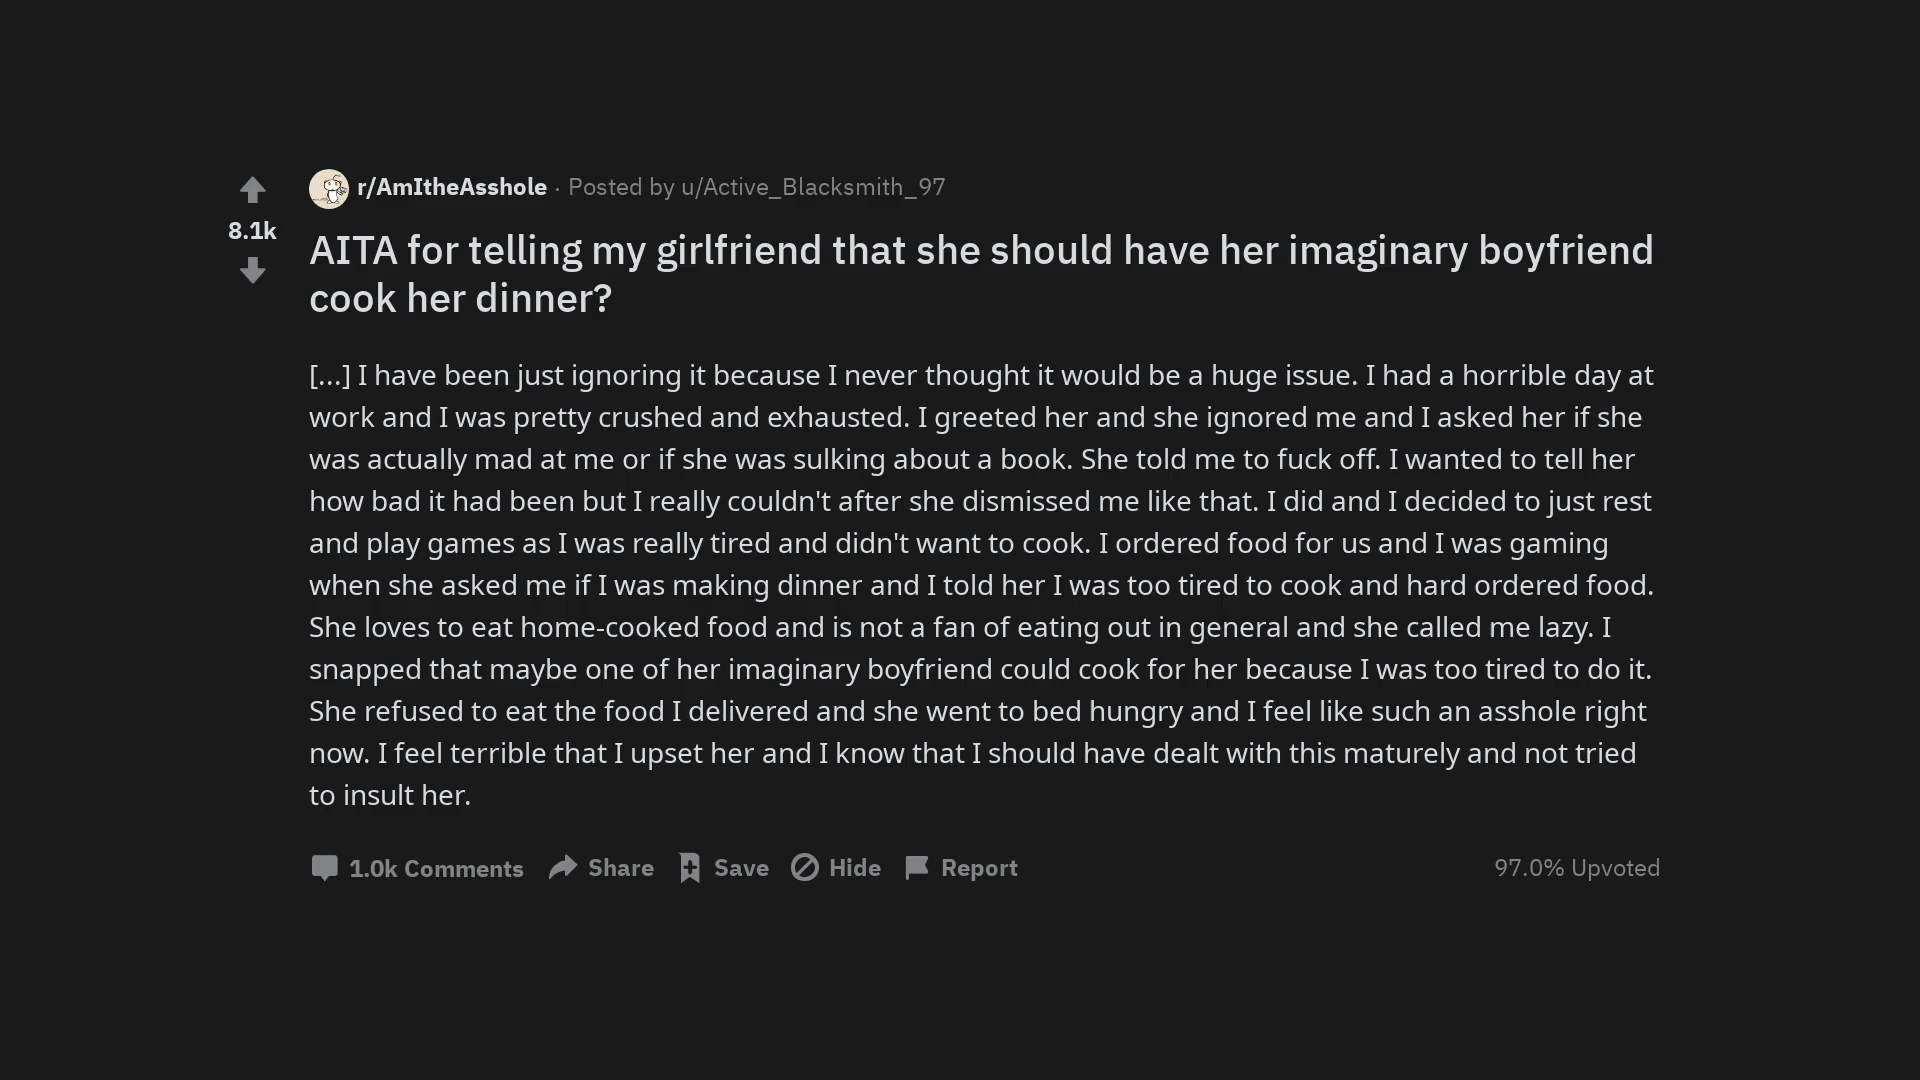 r/AmItheAsshole · Posted by u/Active_Blacksmith_97
8.1k
AITA for telling my girlfriend that she should have her imaginary boyfriend
cook her dinner?
[...] I have been just ignoring it because I never thought it would be a huge issue. I had a horrible day at
work and I was pretty crushed and exhausted. I greeted her and she ignored me and I asked her if she
was actually mad at me or if she was sulking about a book. She told me to fuck off. I wanted to tell her
how bad it had been but I really couldn't after she dismissed me like that. I did and I decided to just rest
and play games as I was really tired and didn't want to cook. I ordered food for us and I was gaming
when she asked me if I was making dinner and I told her I was too tired to cook and hard ordered food.
She loves to eat home-cooked food and is not a fan of eating out in general and she called me lazy. I
snapped that maybe one of her imaginary boyfriend could cook for her because I was too tired to do it.
She refused to eat the food I delivered and she went to bed hungry and I feel like such an asshole right
now. I feel terrible that I upset her and I know that I should have dealt with this maturely and not tried
to insult her.
1.0k Comments Share Save Hide Report 97.0% Upvoted